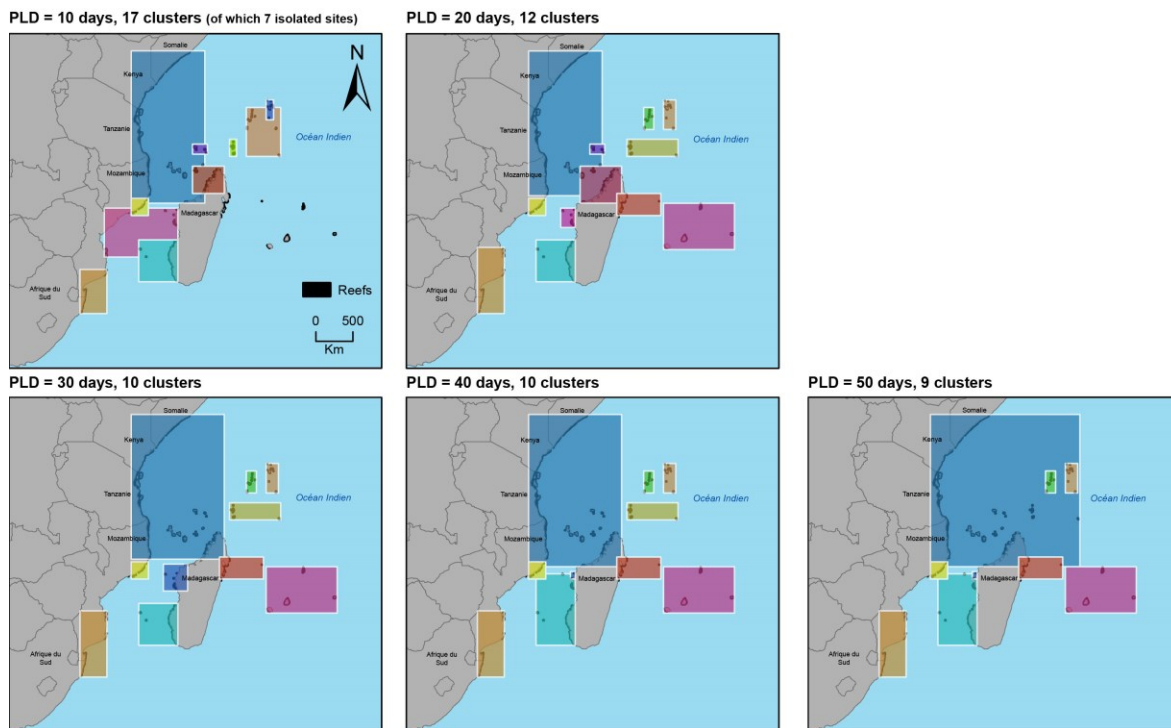 PLD = 10 days, 17 clusters (of which 7 isolated sites)
Somalie
N
Kenya
Tanzanie
Océan Indien
Mozambique
Madagascar
Afrique du
Sud
Reefs
0 500
Km
PLD = 20 days, 12 clusters
Somalie
Kenya
Tanzanie
Océan Indien
Mozambique
Madagascar
Afrique du
Sud
PLD = 30 days, 10 clusters
Somalie
Kenya
Tanzanie
Océan Indien
Mozambique
Madagascar
Afrique du
Sud
PLD = 40 days, 10 clusters
Somalie
Kenya
Tanzanie
Océan Indien
Mozambique
Madagascar
Afrique du
Sud
PLD = 50 days, 9 clusters
Somalie
Kenya
Tanzanie
Océan Indien
Mozambique
Madagascar
Afrique du
Sud